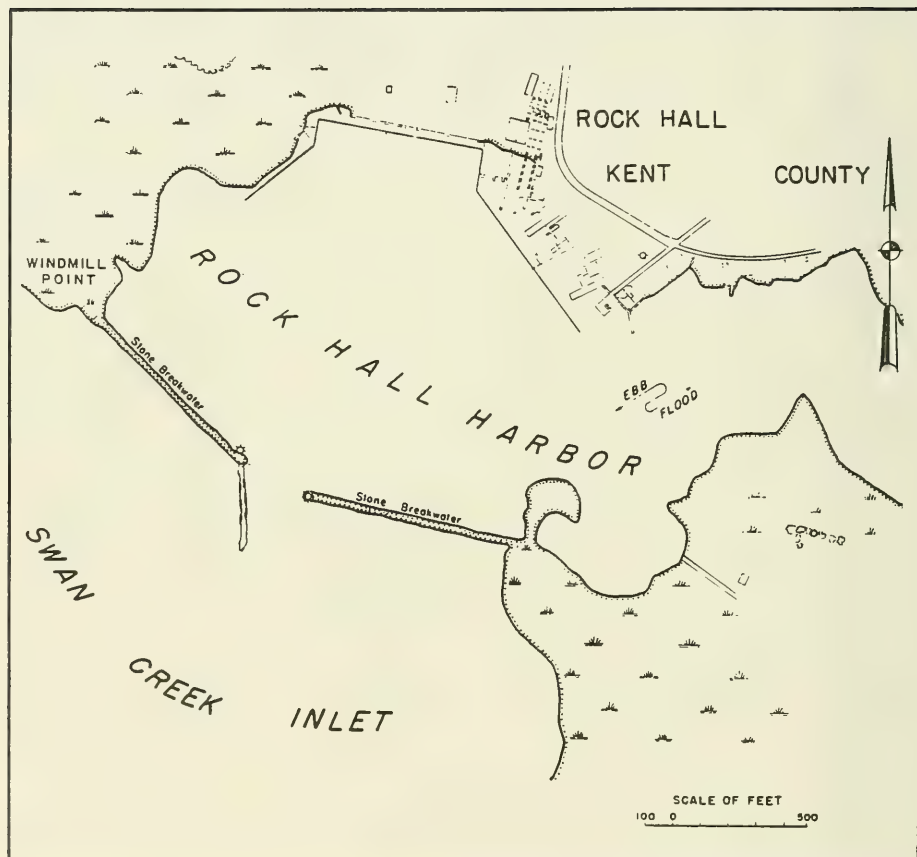 ROCK HALL
KENT COUNTY
WINDMILL
POINT
ROCK HALL HARBOR
Stone Breakwater
EBB
FLOOD
Stone Breakwater
SWAN
CREEK INLET
SCALE OF FEET
100 0 500